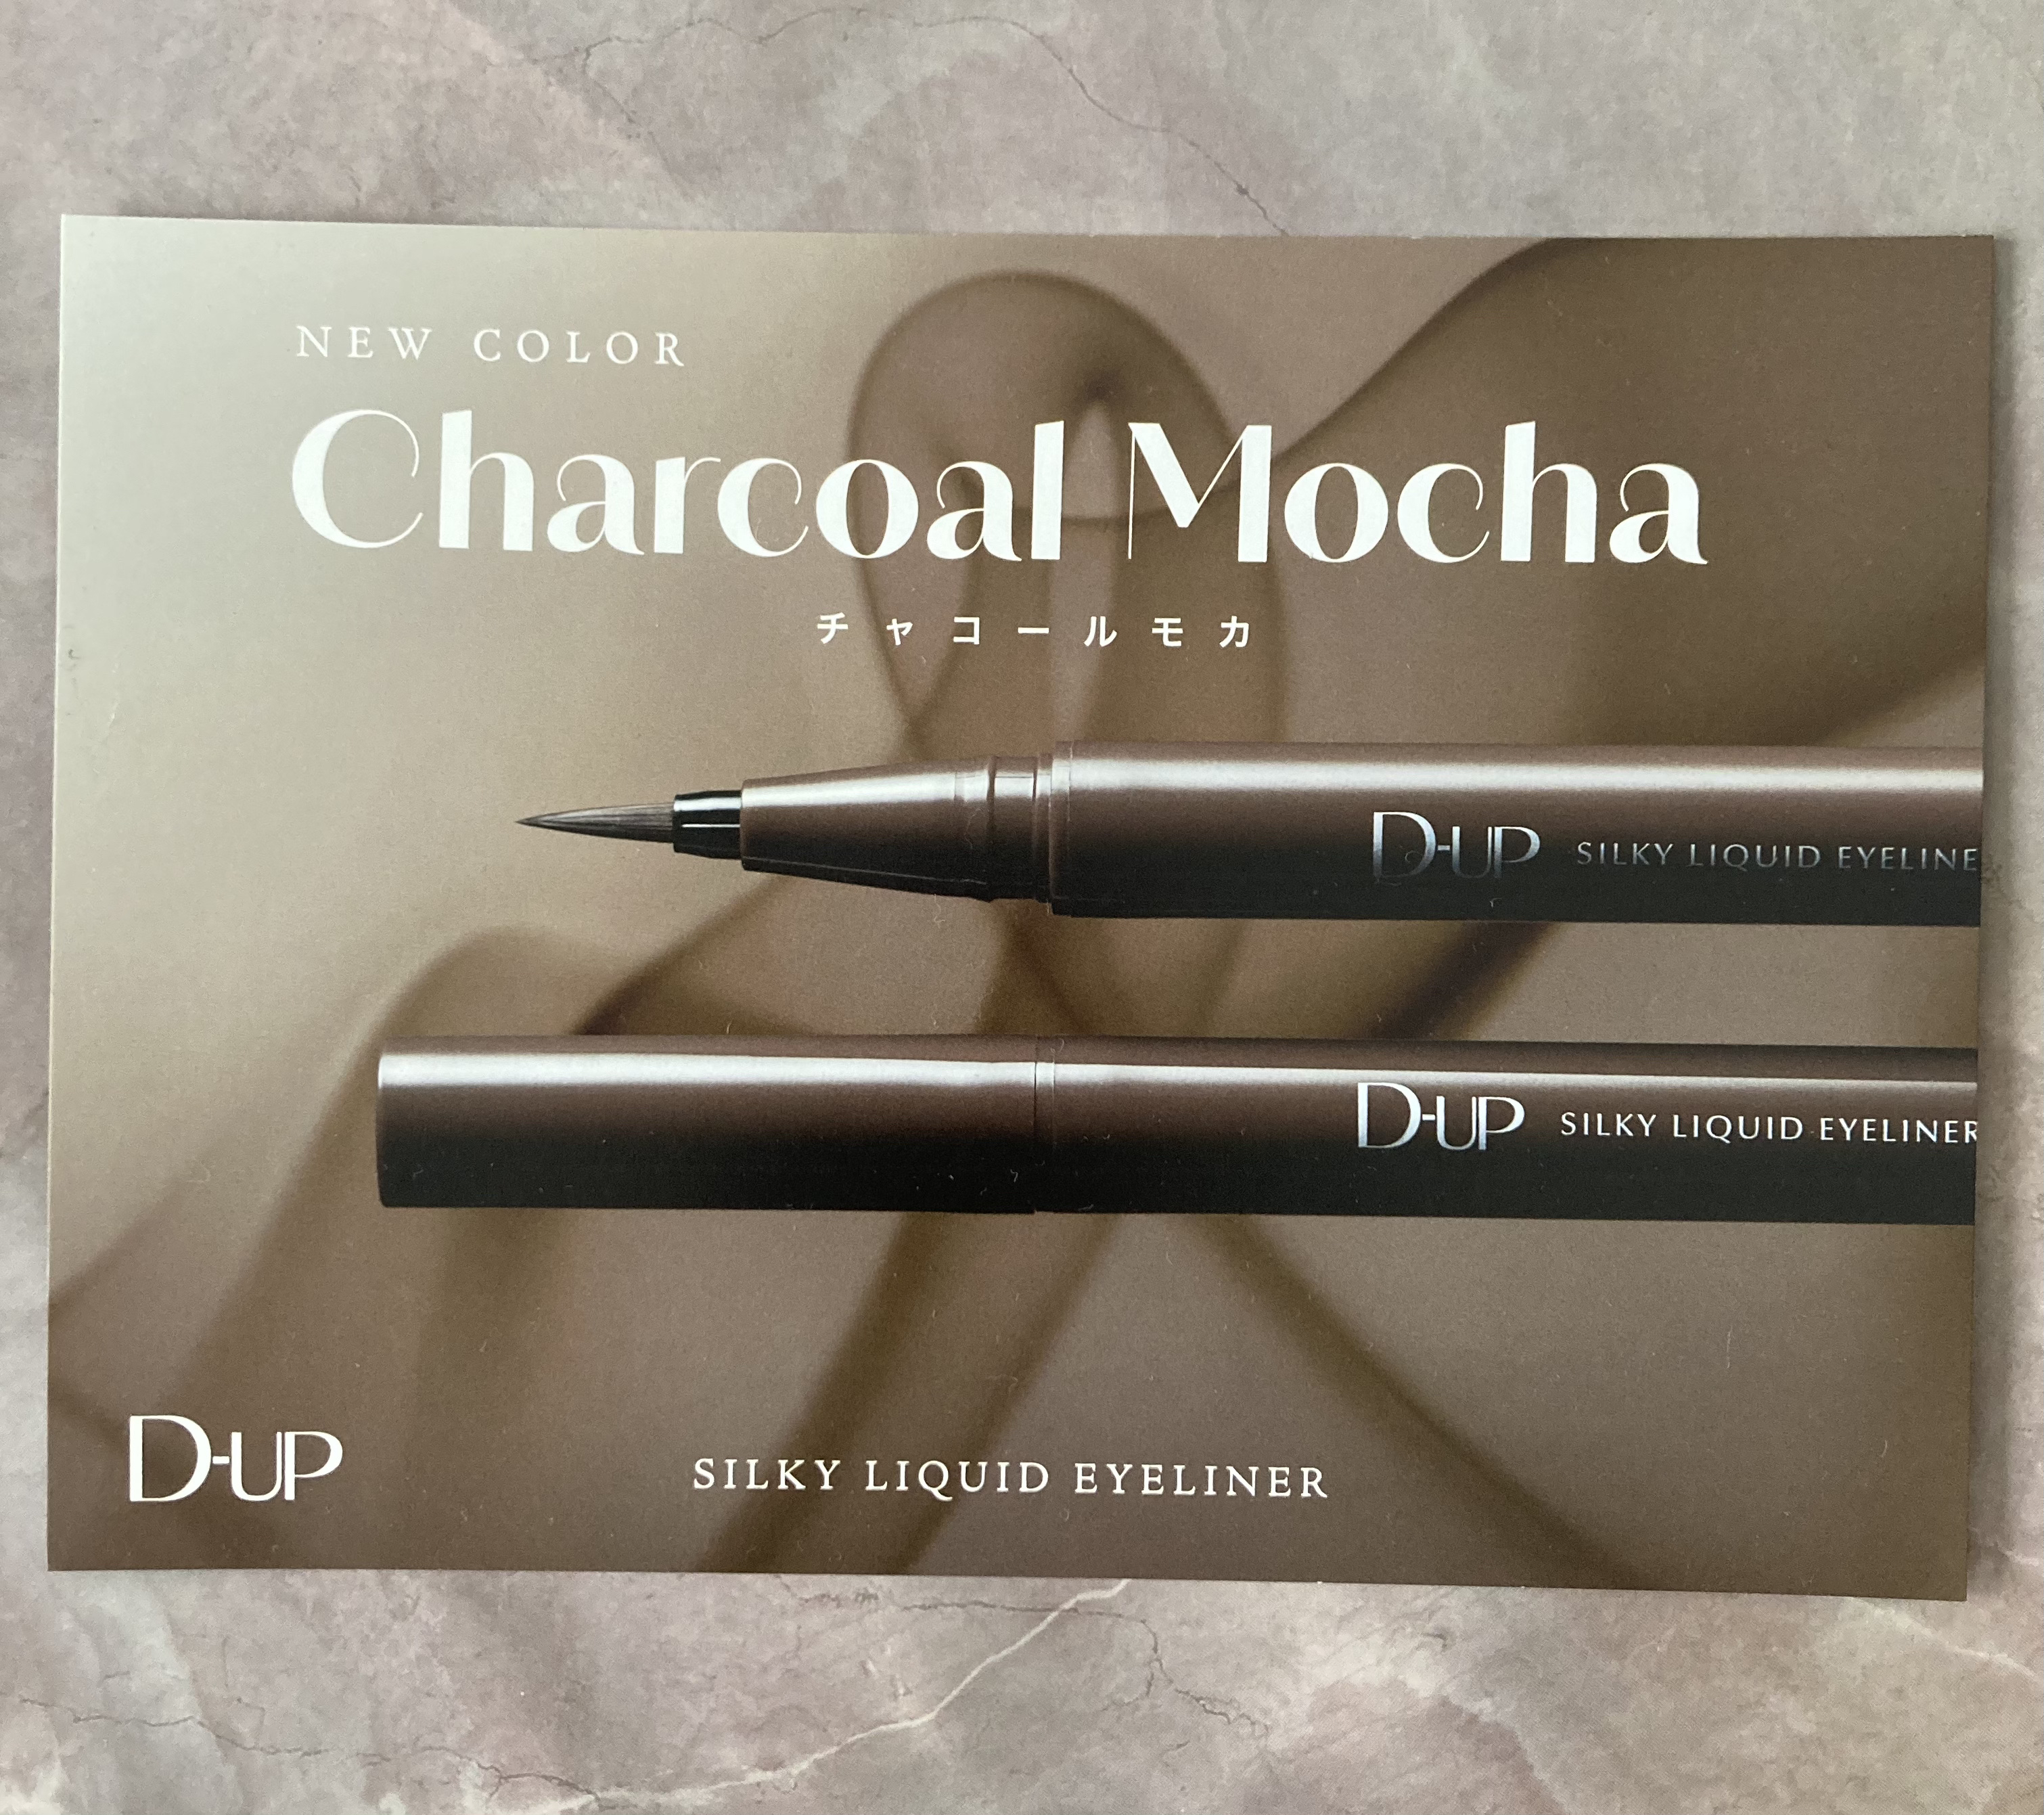 NEW COLOR
Charcoal Mocha
チャコールモカ
D-UP SILKY LIQUID EYELINE
D-UP SILKY LIQUID EYELINER
D-UP
SILKY LIQUID EYELINER